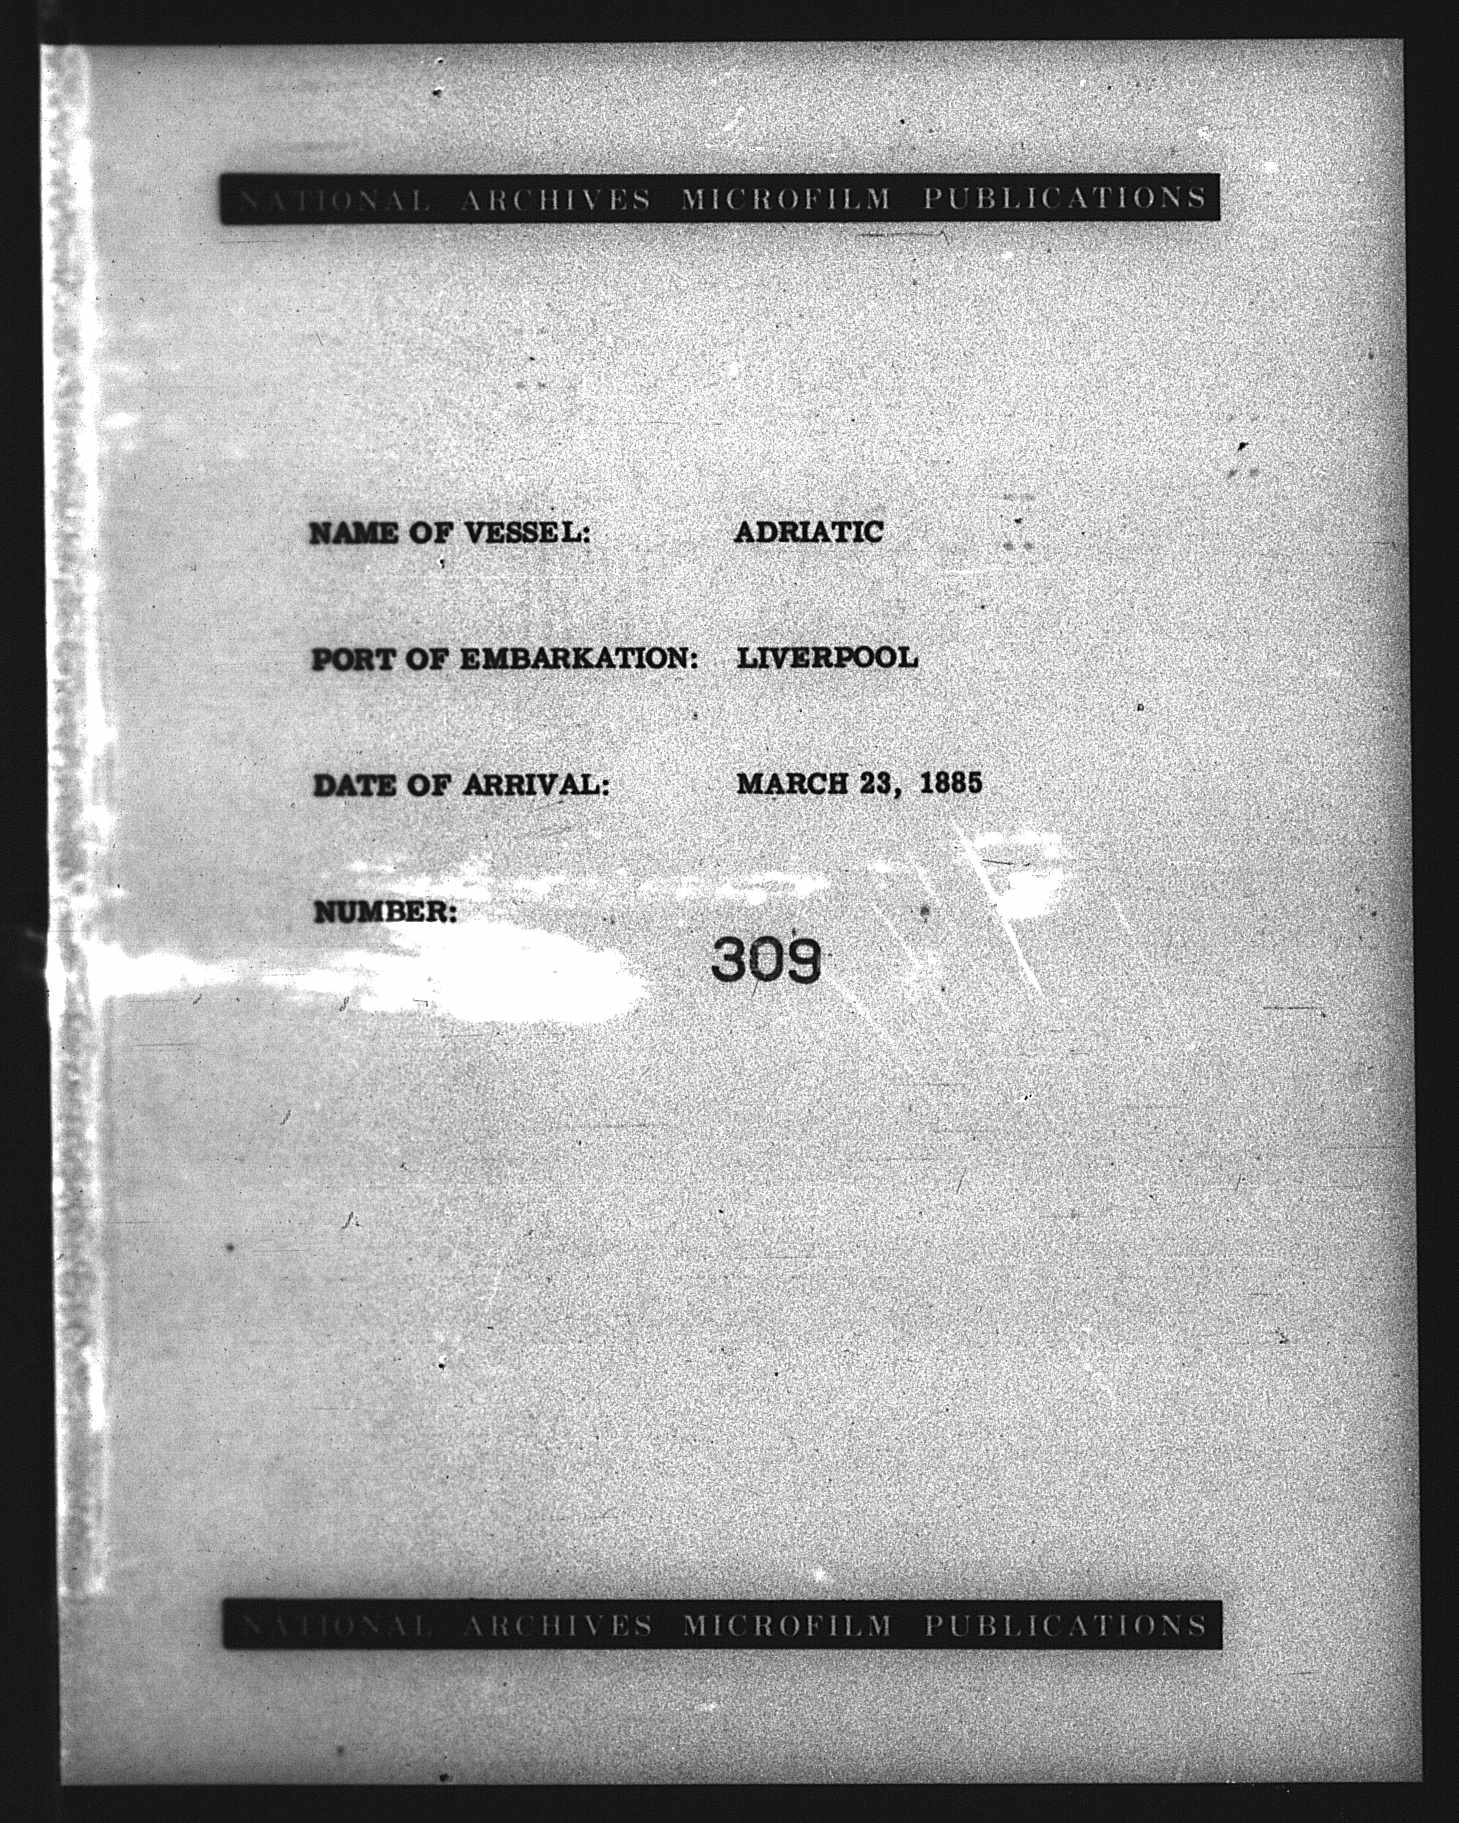 NATIONAL ARCHIVES MICROFILM PUBLICATIONS
NAME OF VESSEL: ADRIATIC
PORT OF EMBARKATION: LIVERPOOL
DATE OF ARRIVAL: MARCH 23, 1885
NUMBER:
309
NATIONAL ARCHIVES MICROFILM PUBLICATIONS